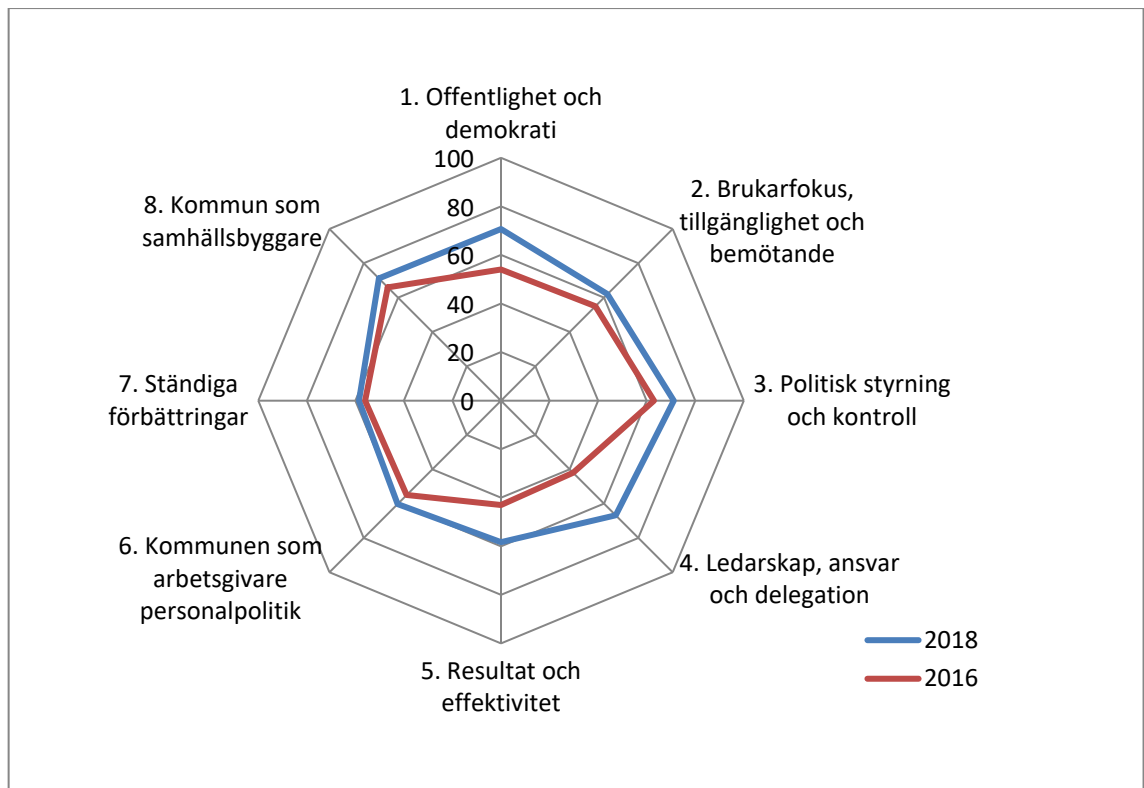 1. Offentlighet och
demokrati
100
80
60
40
20
0
2. Brukarfokus,
tillgänglighet och
bemötande
3. Politisk styrning
och kontroll
4. Ledarskap, ansvar
och delegation
5. Resultat och
effektivitet
6. Kommunen som
arbetsgivare
personalpolitik
7. Ständiga
förbättringar
8. Kommun som
samhällsbyggare
2018
2016